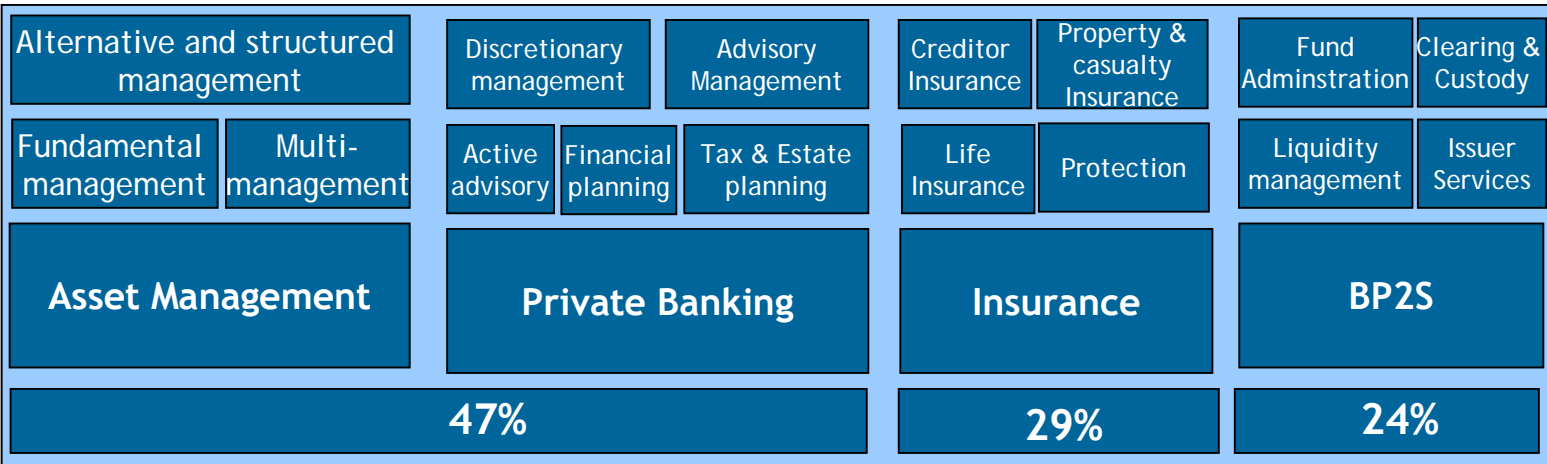 Alternative and structured
management
Discretionary
management
Advisory
Management
Creditor
Insurance
Property &
casualty
Insurance
Fund
Adminstration
Clearing &
Custody
Fundamental
management
Multi-
management
Active
advisory
Financial
planning
Tax & Estate
planning
Life
Insurance
Protection
Liquidity
management
Issuer
Services
Asset Management
Private Banking
Insurance
BP2S
47%
29%
24%